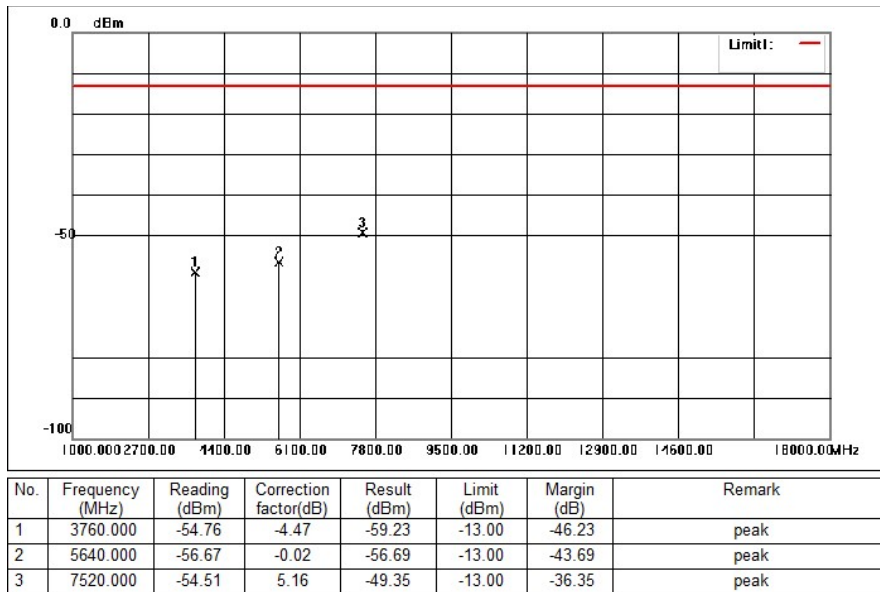 0.0 dBm
Limit1:
3
-50
1
2
-100
1000.000 2700.00 4400.00 6100.00 7800.00 9500.00 11200.00 12900.00 14600.00 18000.00 MHz
No. Frequency (MHz) Reading (dBm) Correction factor(dB) Result (dBm) Limit (dBm) Margin (dB) Remark
1 3760.000 -54.76 -4.47 -59.23 -13.00 -46.23 peak
2 5640.000 -56.67 -0.02 -56.69 -13.00 -43.69 peak
3 7520.000 -54.51 5.16 -49.35 -13.00 -36.35 peak